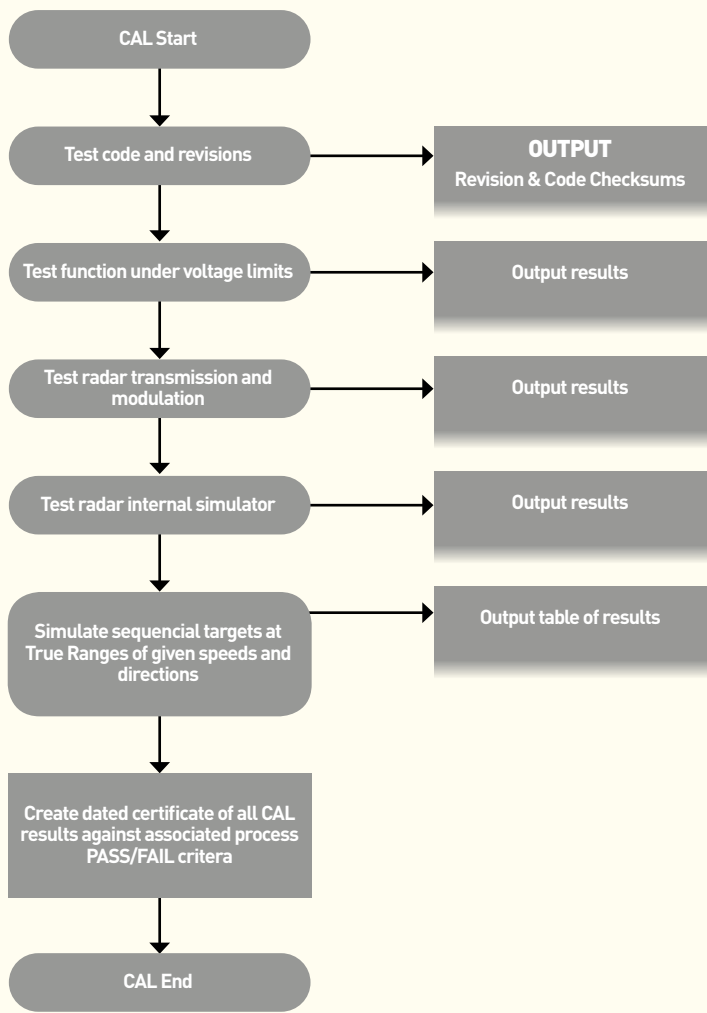 CAL Start
Test code and revisions
OUTPUT
Revision & Code Checksums
Test function under voltage limits
Output results
Test radar transmission and
modulation
Output results
Test radar internal simulator
Output results
Simulate sequencial targets at
True Ranges of given speeds and
directions
Output table of results
Create dated certificate of all CAL
results against associated process
PASS/FAIL critera
CAL End